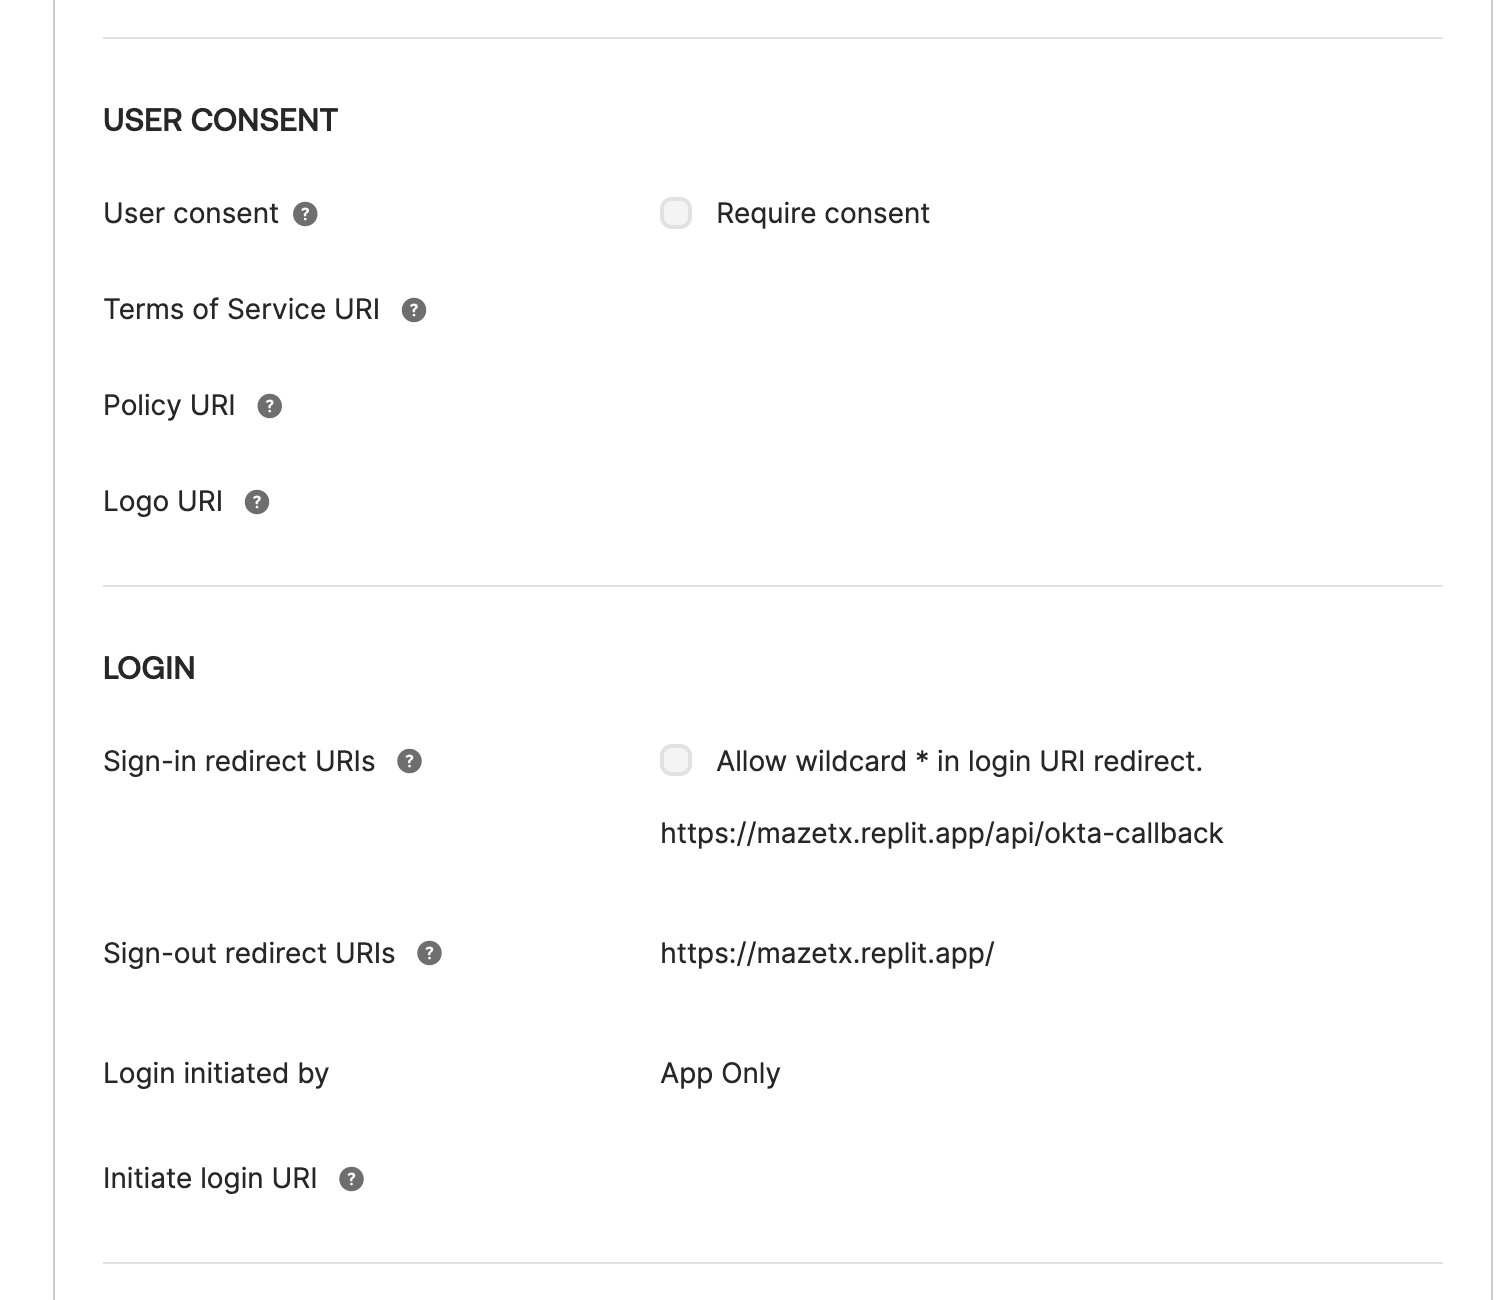 USER CONSENT
User consent ? Require consent
Terms of Service URI ?
Policy URI ?
Logo URI ?
LOGIN
Sign-in redirect URIs ? Allow wildcard * in login URI redirect.
https://mazetx.replit.app/api/okta-callback
Sign-out redirect URIs ? https://mazetx.replit.app/
Login initiated by App Only
Initiate login URI ?